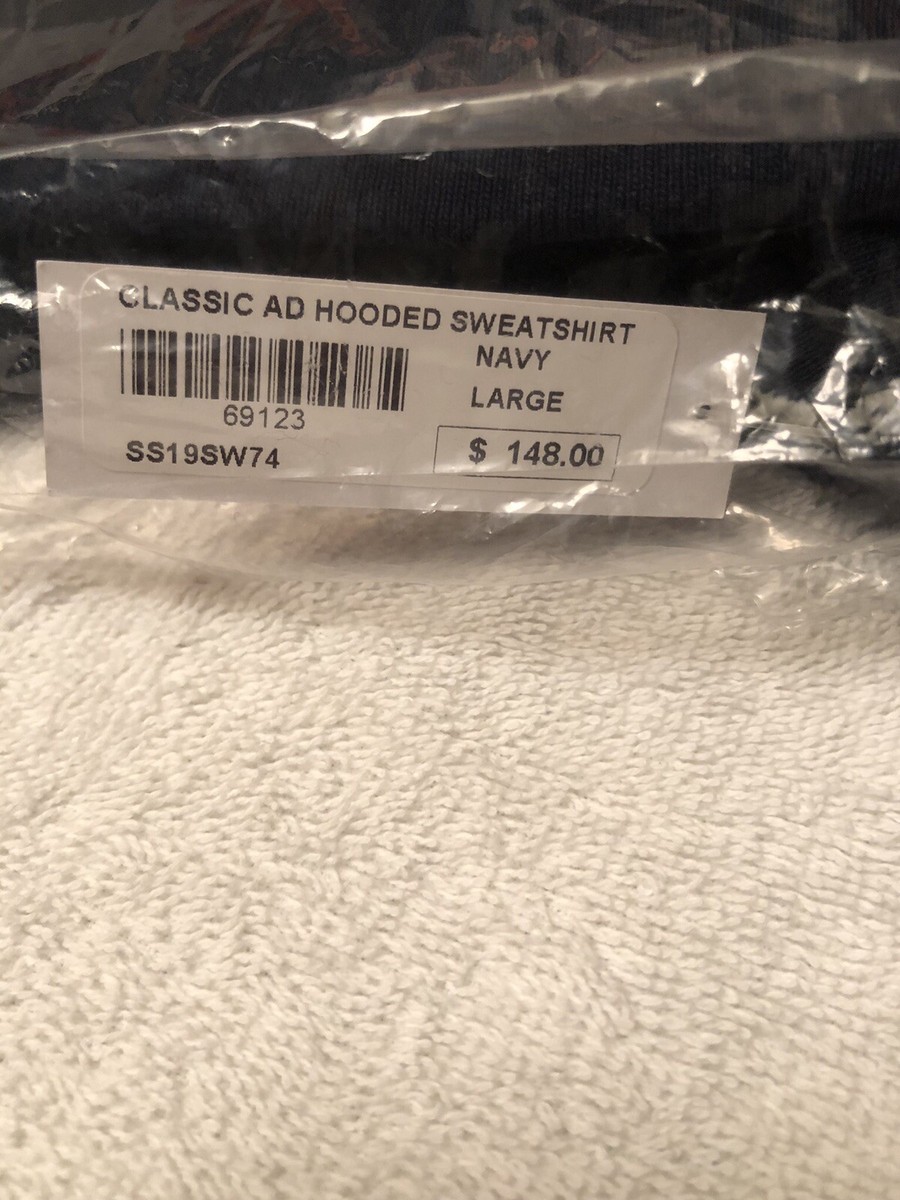 CLASSIC AD HOODED SWEATSHIRT
NAVY
LARGE
69123
SS19SW74
$ 148.00